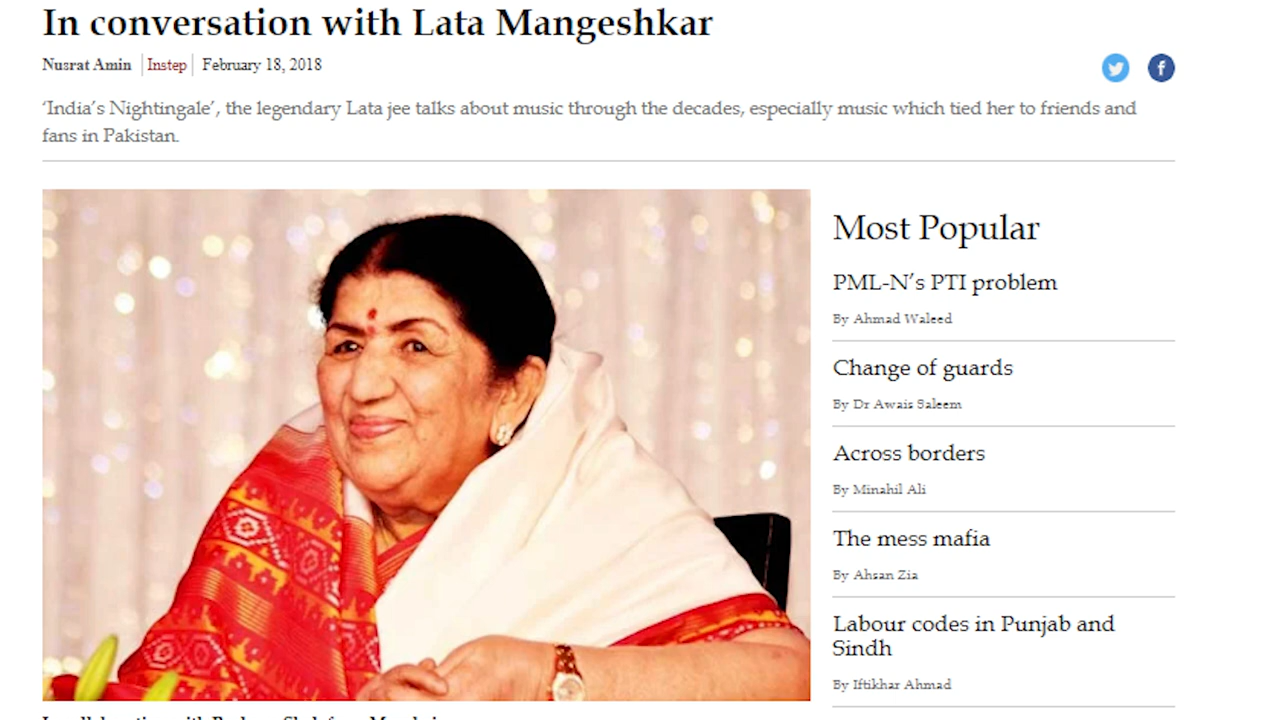 In conversation with Lata Mangeshkar
Nusrat Amin Instep February 18, 2018
‘India’s Nightingale’, the legendary Lata jee talks about music through the decades, especially music which tied her to friends and
fans in Pakistan.
Most Popular
PML-N’s PTI problem
By Ahmad Waleed
Change of guards
By Dr Awais Saleem
Across borders
By Minahil Ali
The mess mafia
By Ahsan Zia
Labour codes in Punjab and
Sindh
By Iftikhar Ahmad